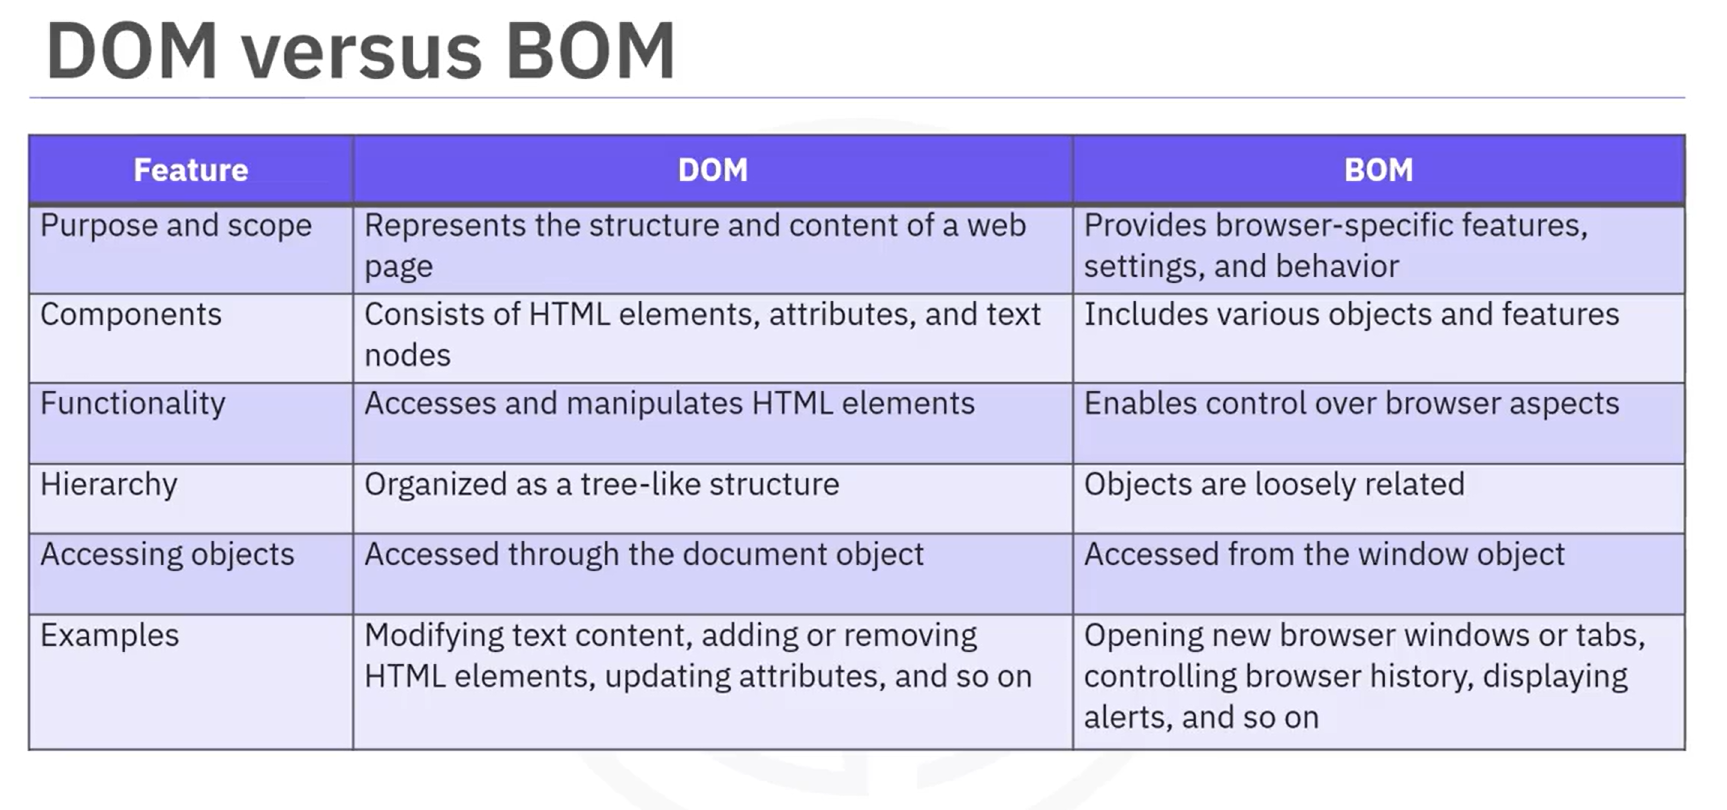 DOM versus BOM
Feature
DOM
BOM
Purpose and scope
Represents the structure and content of a web
page
Provides browser-specific features,
settings, and behavior
Components
Consists of HTML elements, attributes, and text
nodes
Includes various objects and features
Functionality
Accesses and manipulates HTML elements
Enables control over browser aspects
Hierarchy
Organized as a tree-like structure
Objects are loosely related
Accessing objects
Accessed through the document object
Accessed from the window object
Examples
Modifying text content, adding or removing
HTML elements, updating attributes, and so on
Opening new browser windows or tabs,
controlling browser history, displaying
alerts, and so on